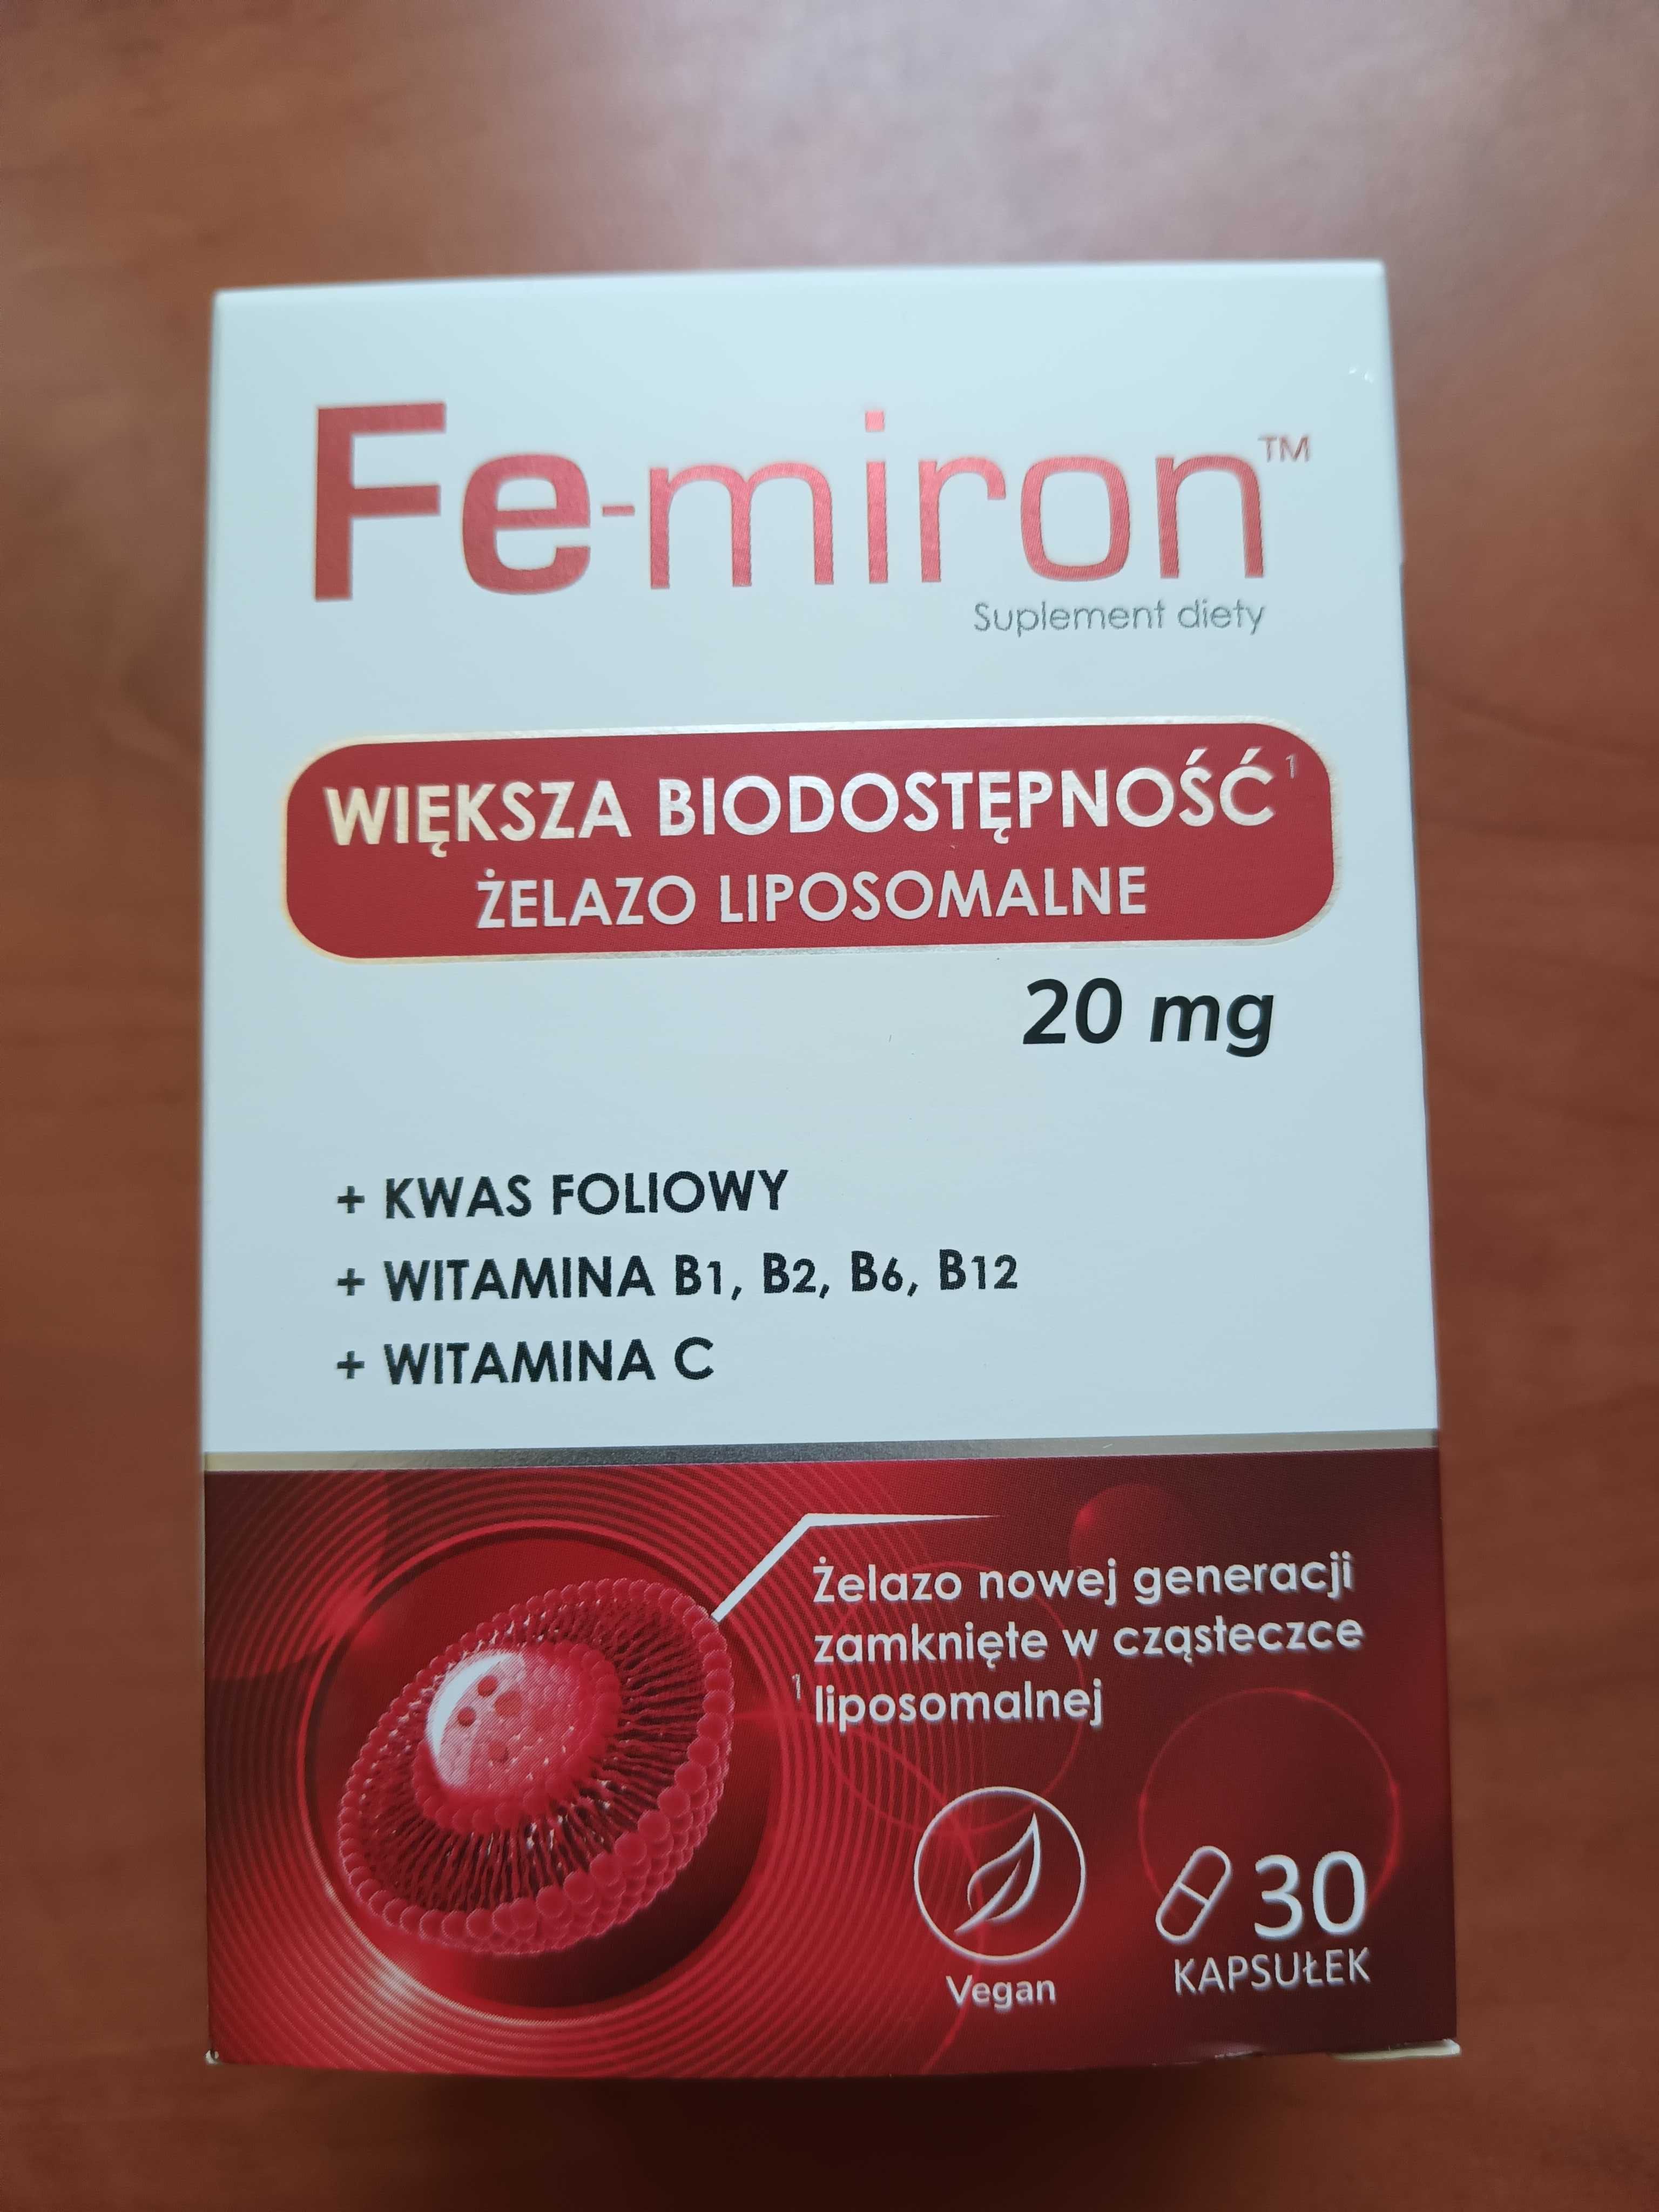 Fe-miron™
Suplement diety
WIĘKSZA BIODOSTĘPNOŚĆ¹
ŻELAZO LIPOSOMALNE
20 mg
+ KWAS FOLIOWY
+ WITAMINA B1, B2, B6, B12
+ WITAMINA C
Żelazo nowej generacji
zamknięte w cząsteczce
¹ liposomalnej
Vegan
30
KAPSUŁEK